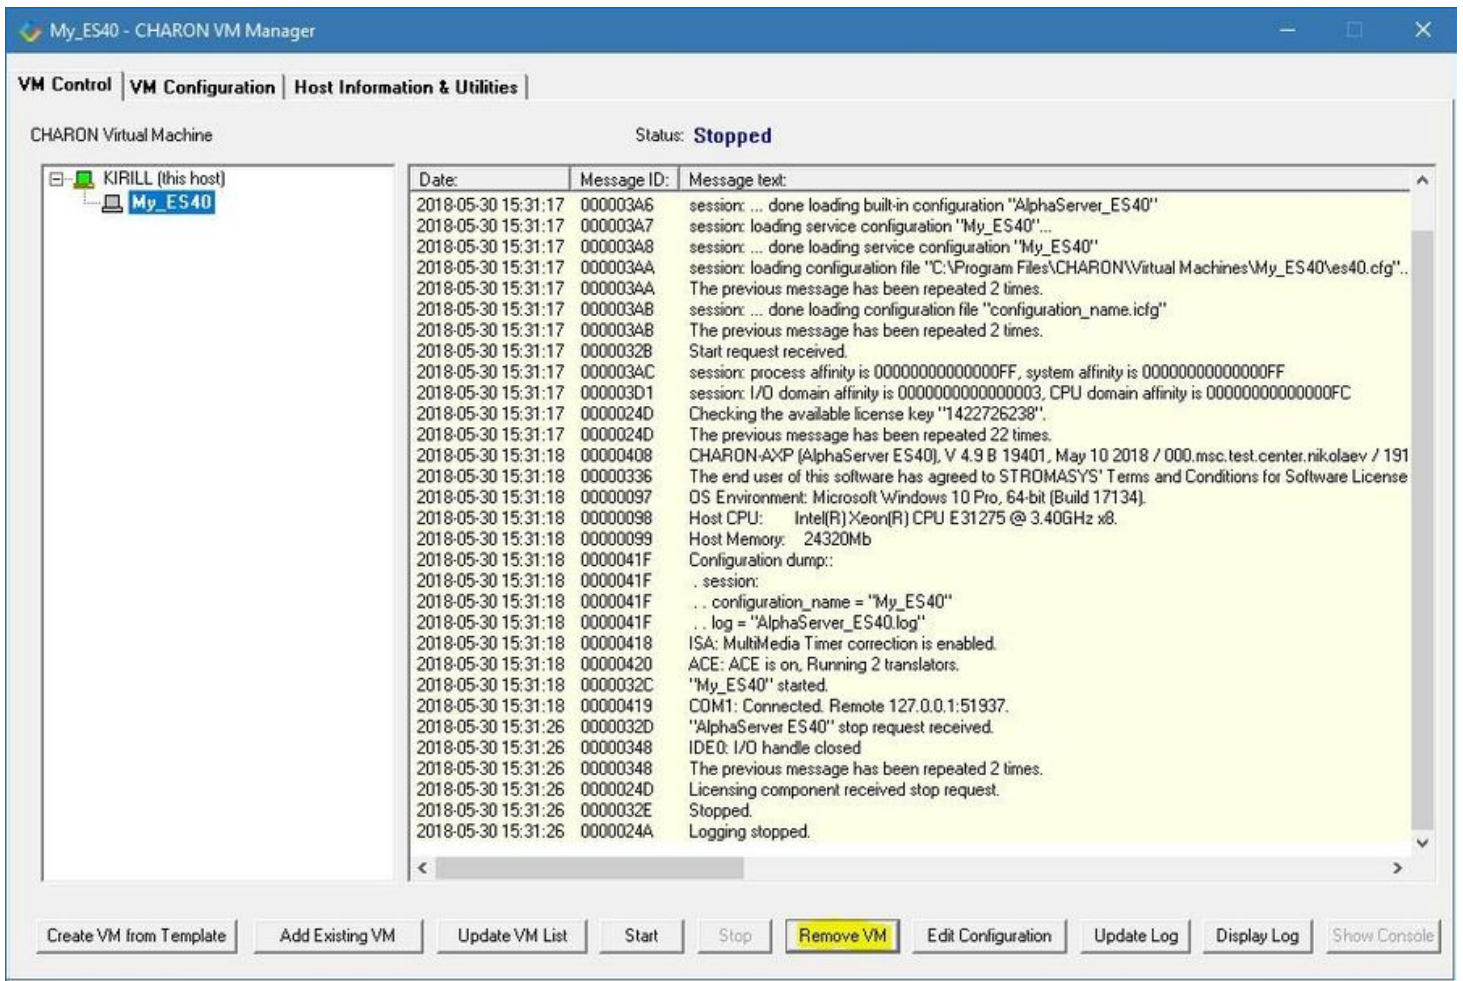 My_ES40 - CHARON VM Manager
VM Control VM Configuration Host Information & Utilities
CHARON Virtual Machine Status: Stopped
KIRILL (this host)
My_ES40
Date: Message ID: Message text:
2018-05-30 15:31:17 000003A6 session: ... done loading built-in configuration "AlphaServer_ES40"
2018-05-30 15:31:17 000003A7 session: loading service configuration "My_ES40"...
2018-05-30 15:31:17 000003A8 session: ... done loading service configuration "My_ES40"
2018-05-30 15:31:17 000003AA session: loading configuration file "C:\Program Files\CHARON\Virtual Machines\My_ES40\es40.cfg"..
2018-05-30 15:31:17 000003AA The previous message has been repeated 2 times.
2018-05-30 15:31:17 000003AB session: ... done loading configuration file "configuration_name.icfg"
2018-05-30 15:31:17 000003AB The previous message has been repeated 2 times.
2018-05-30 15:31:17 0000032B Start request received.
2018-05-30 15:31:17 000003AC session: process affinity is 00000000000000FF, system affinity is 00000000000000FF
2018-05-30 15:31:17 000003D1 session: I/O domain affinity is 0000000000000003, CPU domain affinity is 00000000000000FC
2018-05-30 15:31:17 0000024D Checking the available license key "1422726238".
2018-05-30 15:31:17 0000024D The previous message has been repeated 22 times.
2018-05-30 15:31:18 00000408 CHARON-AXP (AlphaServer ES40), V 4.9 B 19401, May 10 2018 / 000.msc.test.center.nikolaev / 191
2018-05-30 15:31:18 00000336 The end user of this software has agreed to STROMASYS' Terms and Conditions for Software License
2018-05-30 15:31:18 00000097 OS Environment: Microsoft Windows 10 Pro, 64-bit (Build 17134).
2018-05-30 15:31:18 00000098 Host CPU: Intel(R) Xeon(R) CPU E31275 @ 3.40GHz x8.
2018-05-30 15:31:18 00000099 Host Memory: 24320Mb
2018-05-30 15:31:18 0000041F Configuration dump::
2018-05-30 15:31:18 0000041F . session:
2018-05-30 15:31:18 0000041F . . configuration_name = "My_ES40"
2018-05-30 15:31:18 0000041F . . log = "AlphaServer_ES40.log"
2018-05-30 15:31:18 00000418 ISA: MultiMedia Timer correction is enabled.
2018-05-30 15:31:18 00000420 ACE: ACE is on, Running 2 translators.
2018-05-30 15:31:18 0000032C "My_ES40" started.
2018-05-30 15:31:18 00000419 COM1: Connected. Remote 127.0.0.1:51937.
2018-05-30 15:31:26 0000032D "AlphaServer ES40" stop request received.
2018-05-30 15:31:26 00000348 IDE0: I/O handle closed
2018-05-30 15:31:26 00000348 The previous message has been repeated 2 times.
2018-05-30 15:31:26 0000024D Licensing component received stop request.
2018-05-30 15:31:26 0000032E Stopped.
2018-05-30 15:31:26 0000024A Logging stopped.
Create VM from Template Add Existing VM Update VM List Start Stop Remove VM Edit Configuration Update Log Display Log Show Console